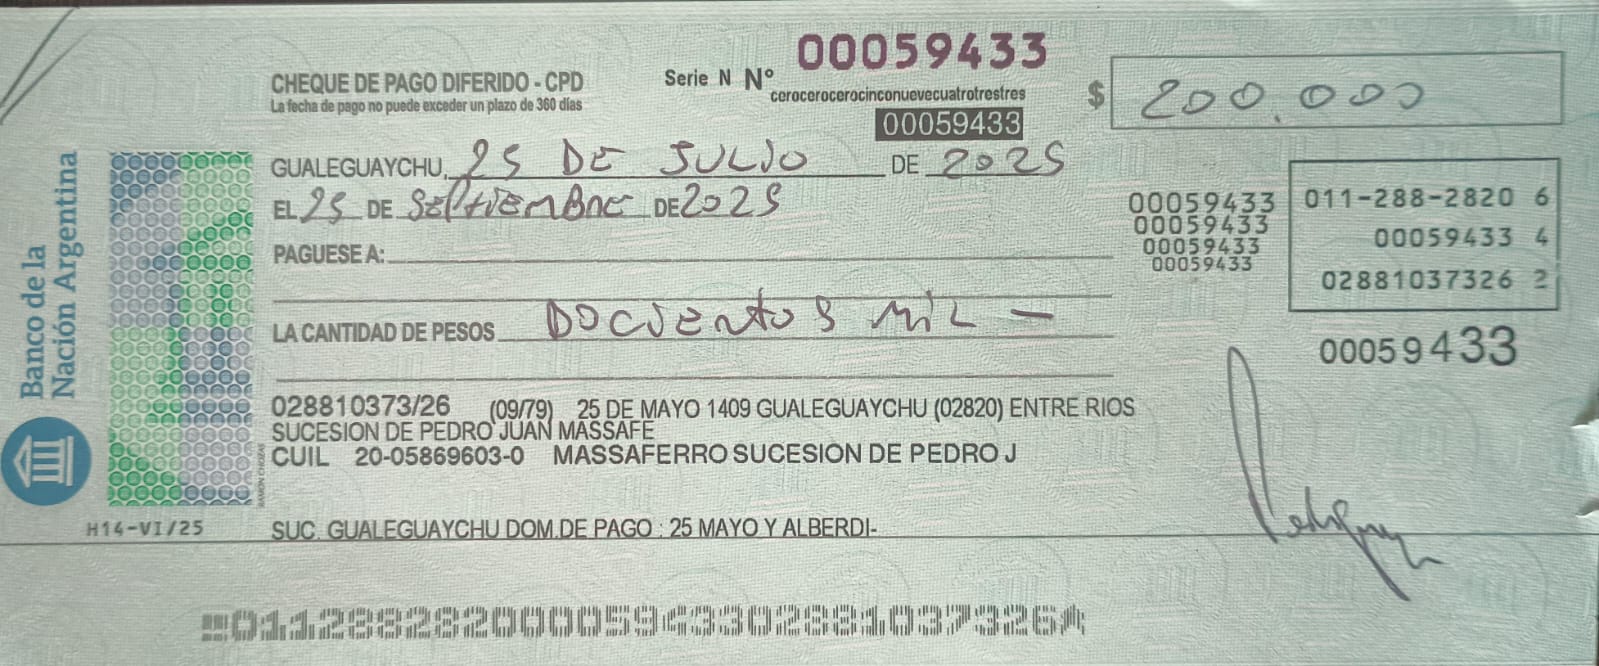 00059433
CHEQUE DE PAGO DIFERIDO - CPD
Serie N Nº
La fecha de pago no puede exceder un plazo de 360 días
cerocerocerocinconuevecuatrotrestres
$ 200.000
00059433
GUALEGUAYCHU, 25 DE JULIO DE 2025
EL 25 DE SEPTIEMBRE DE 2025
PAGUESE A:
00059433
00059433
00059433
00059433
011-288-2820 6
00059433 4
02881037326 2
LA CANTIDAD DE PESOS DOCIENTOS MIL —
00059433
028810373/26 (09/79) 25 DE MAYO 1409 GUALEGUAYCHU (02820) ENTRE RIOS
SUCESION DE PEDRO JUAN MASSAFE
CUIL 20-05869603-0 MASSAFERRO SUCESION DE PEDRO J
SUC. GUALEGUAYCHU DOM.DE PAGO : 25 MAYO Y ALBERDI-
Banco de la
Nación Argentina
RAMON CHOZAS
H14-VI/25
01128828200005943302881037326